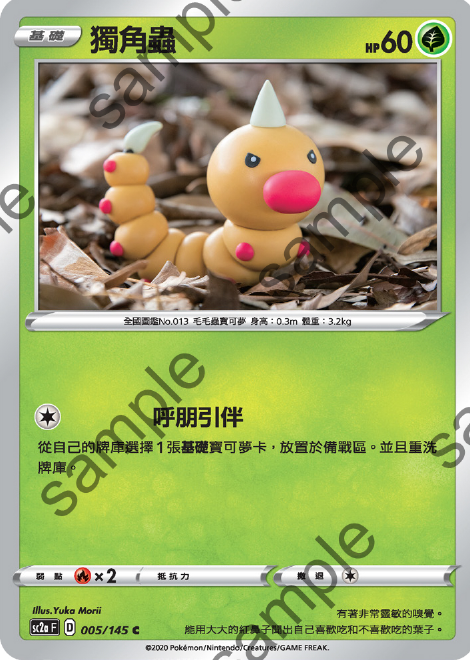 基礎 獨角蟲 HP60
全國圖鑑No.013 毛毛蟲寶可夢 身高：0.3m 體重：3.2kg
呼朋引伴
從自己的牌庫選擇1張基礎寶可夢卡，放置於備戰區。並且重洗
牌庫。
弱點 ×2 抵抗力 撤退
Illus.Yuka Morii
sc2a F D 005/145 C
有著非常靈敏的嗅覺。
能用大大的紅鼻子聞出自己喜歡吃和不喜歡吃的葉子。
©2020 Pokémon/Nintendo/Creatures/GAME FREAK.
sample
sample
sample
sample
sample
sample